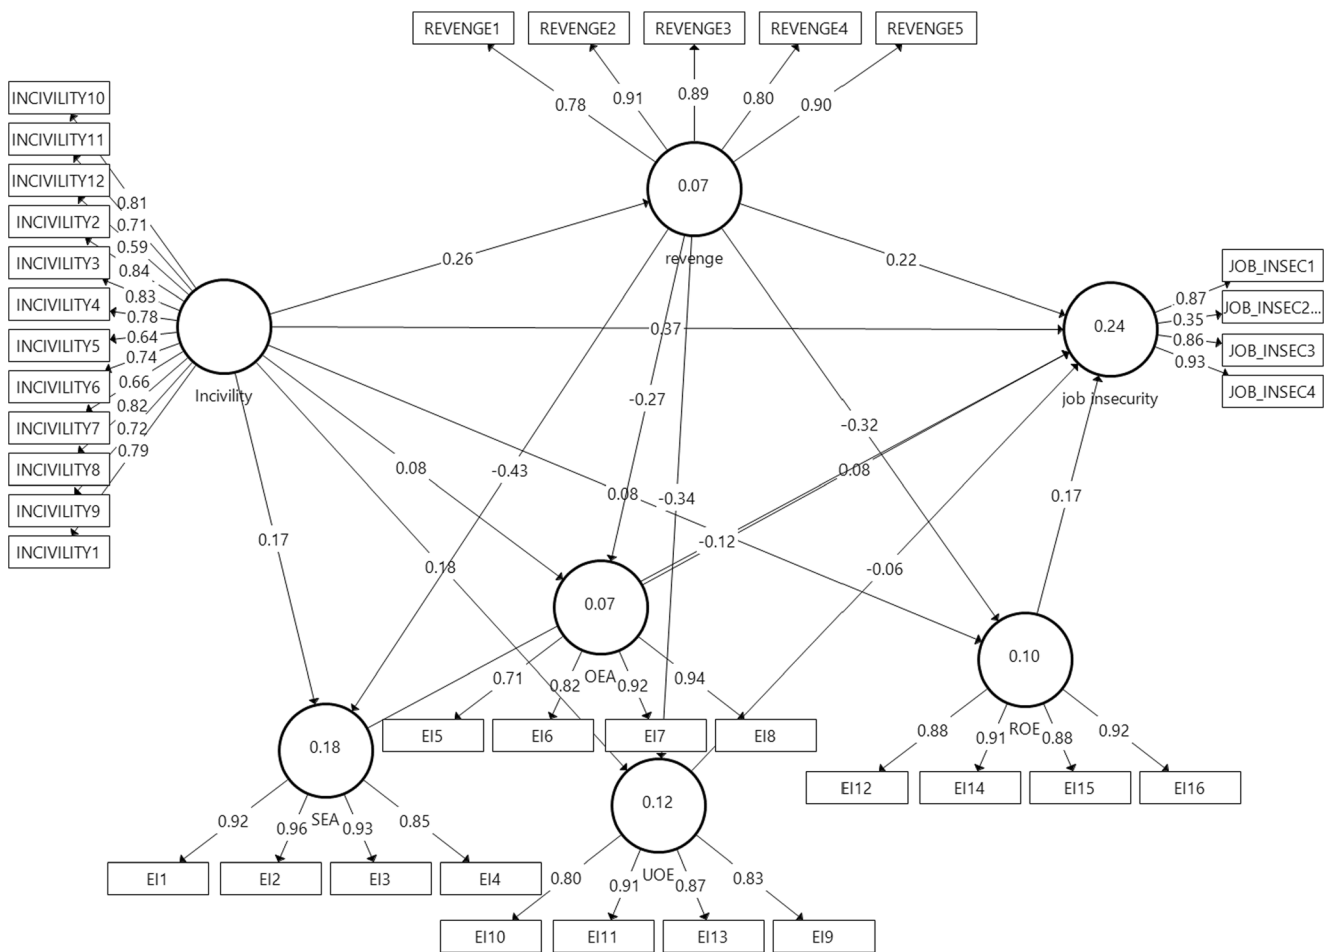 REVENGE1
REVENGE2
REVENGE3
REVENGE4
REVENGE5
0.78
0.91
0.89
0.80
0.90
0.07
revenge
INCIVILITY10
INCIVILITY11
INCIVILITY12
INCIVILITY2
INCIVILITY3
INCIVILITY4
INCIVILITY5
INCIVILITY6
INCIVILITY7
INCIVILITY8
INCIVILITY9
INCIVILITY1
0.81
0.71
0.59
0.84
0.83
0.78
0.64
0.74
0.66
0.82
0.72
0.79
Incivility
0.26
0.22
0.37
-0.27
-0.32
-0.43
0.08
0.08
-0.34
0.08
0.17
-0.12
0.17
0.18
-0.06
0.24
job insecurity
0.87
0.35
0.86
0.93
JOB_INSEC1
JOB_INSEC2...
JOB_INSEC3
JOB_INSEC4
0.07
OEA
0.71
0.82
0.92
0.94
EI5
EI6
EI7
EI8
0.10
ROE
0.88
0.91
0.88
0.92
EI12
EI14
EI15
EI16
0.18
SEA
0.92
0.96
0.93
0.85
EI1
EI2
EI3
EI4
0.12
UOE
0.80
0.91
0.87
0.83
EI10
EI11
EI13
EI9